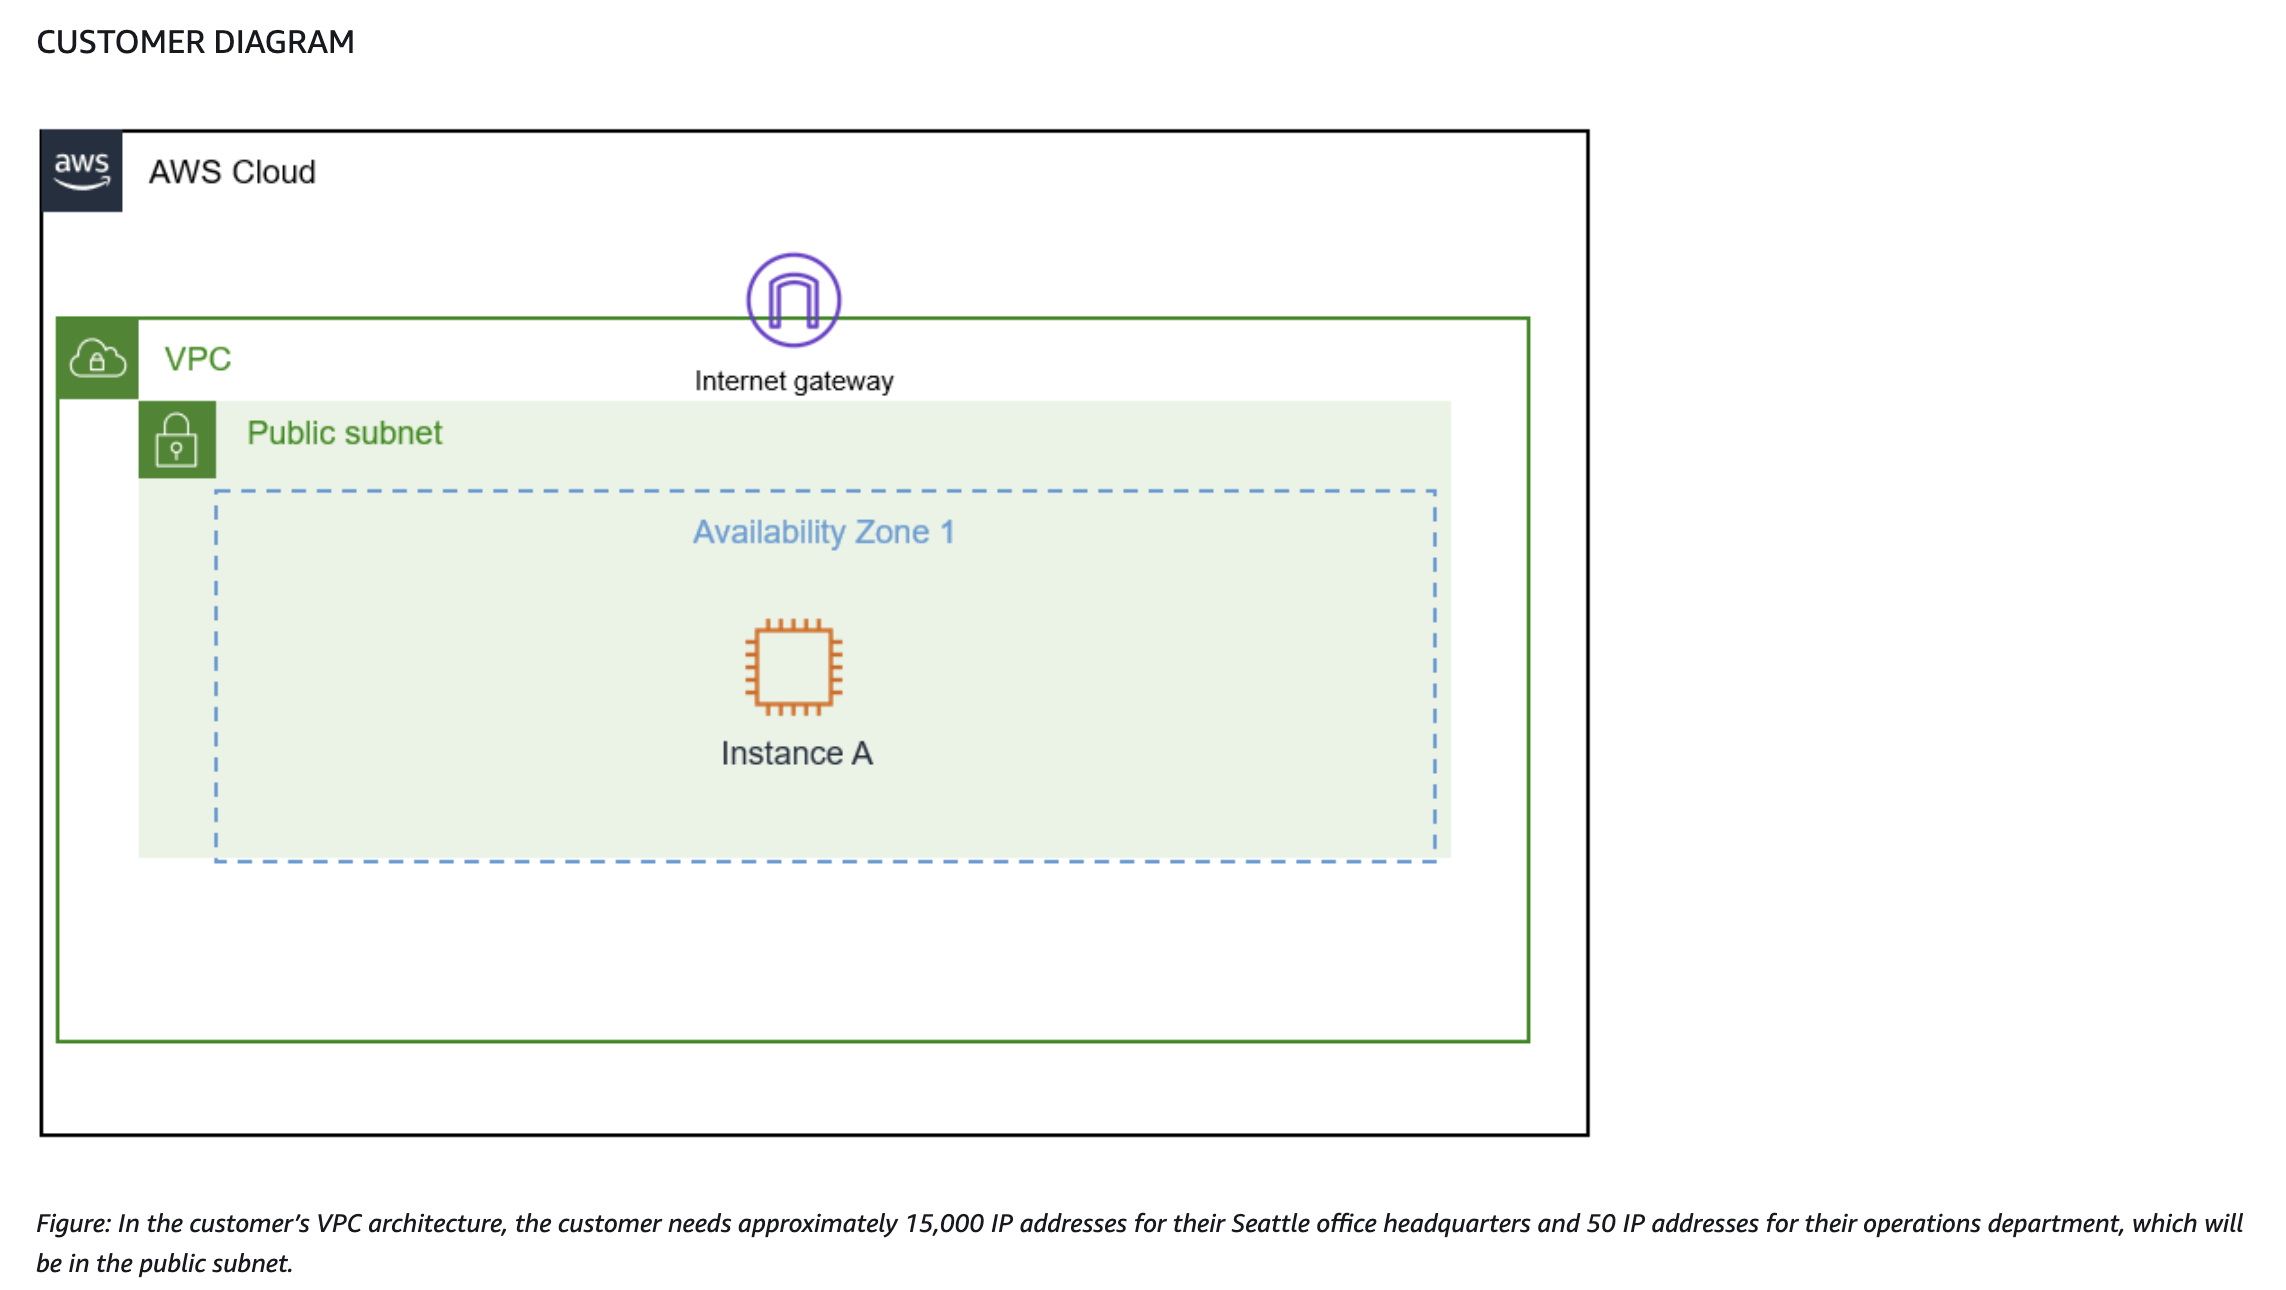 CUSTOMER DIAGRAM
aws
AWS Cloud
Internet gateway
VPC
Public subnet
Availability Zone 1
Instance A
Figure: In the customer’s VPC architecture, the customer needs approximately 15,000 IP addresses for their Seattle office headquarters and 50 IP addresses for their operations department, which will
be in the public subnet.